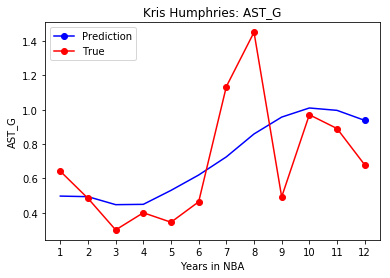 Kris Humphries: AST_G
Prediction
True
1.4
1.2
1.0
0.8
0.6
0.4
AST_G
1 2 3 4 5 6 7 8 9 10 11 12
Years in NBA